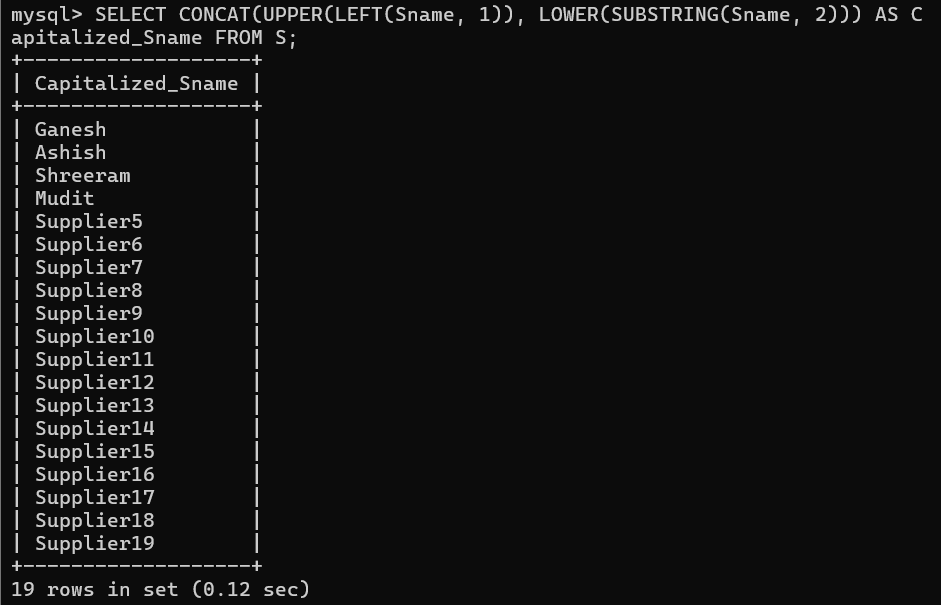 mysql> SELECT CONCAT(UPPER(LEFT(Sname, 1)), LOWER(SUBSTRING(Sname, 2))) AS C
apitalized_Sname FROM S;
+-------------------+
| Capitalized_Sname |
+-------------------+
| Ganesh            |
| Ashish            |
| Shreeram          |
| Mudit             |
| Supplier5         |
| Supplier6         |
| Supplier7         |
| Supplier8         |
| Supplier9         |
| Supplier10        |
| Supplier11        |
| Supplier12        |
| Supplier13        |
| Supplier14        |
| Supplier15        |
| Supplier16        |
| Supplier17        |
| Supplier18        |
| Supplier19        |
+-------------------+
19 rows in set (0.12 sec)